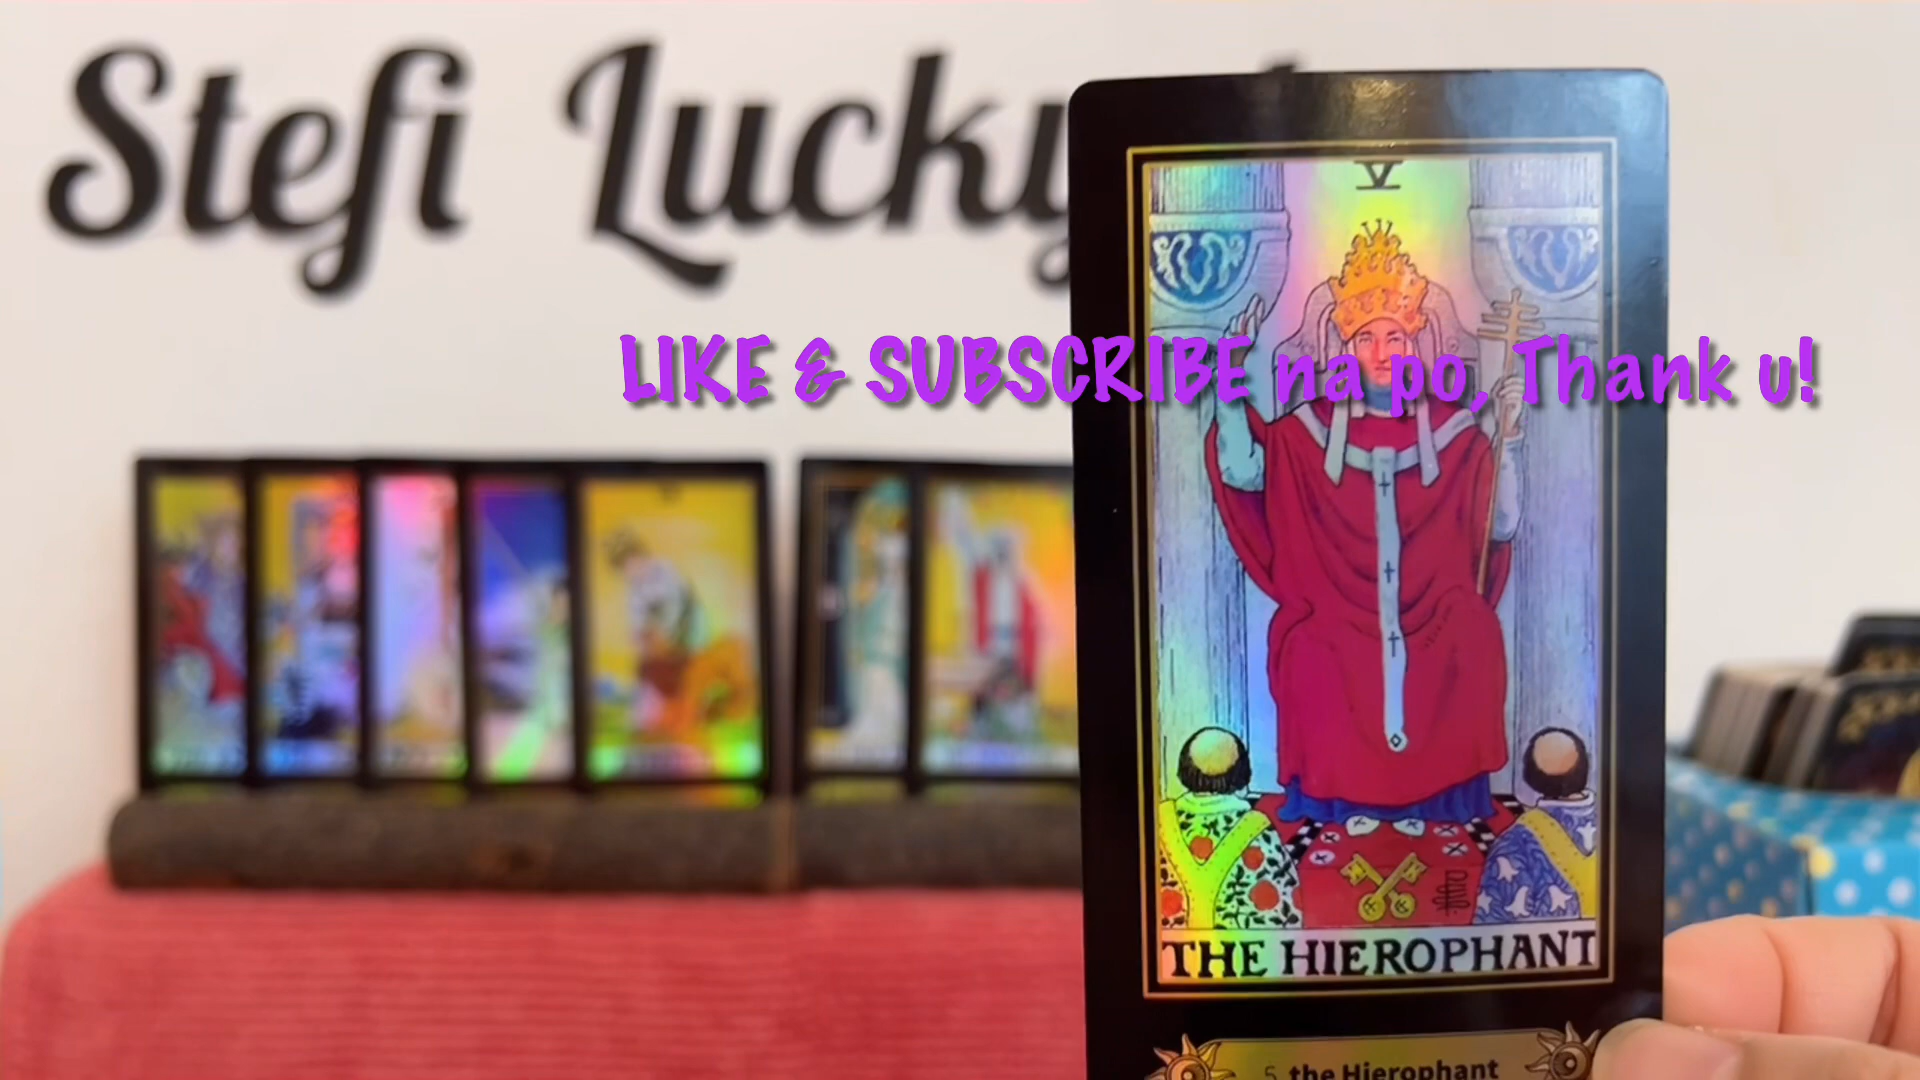 Stefi Lucky
V
LIKE & SUBSCRIBE na po, Thank u!
THE HIEROPHANT
5 the Hierophant